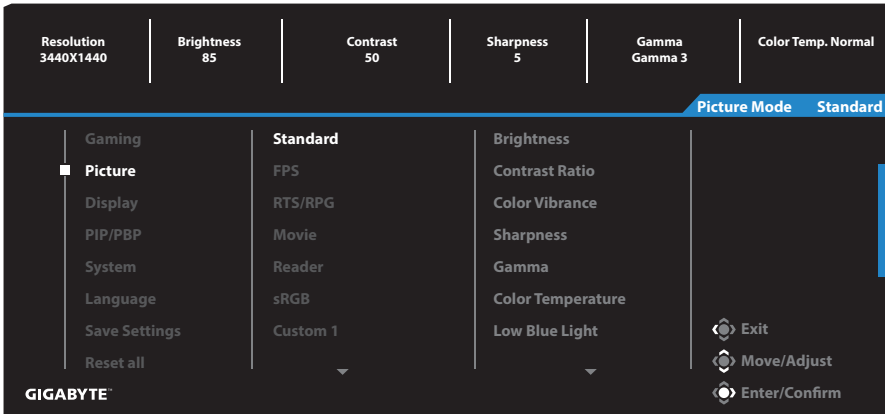 Resolution
3440X1440
Brightness
85
Contrast
50
Sharpness
5
Gamma
Gamma 3
Color Temp. Normal
Picture Mode Standard
Gaming
Picture
Display
PIP/PBP
System
Language
Save Settings
Reset all
Standard
FPS
RTS/RPG
Movie
Reader
sRGB
Custom 1
Brightness
Contrast Ratio
Color Vibrance
Sharpness
Gamma
Color Temperature
Low Blue Light
Exit
Move/Adjust
Enter/Confirm
GIGABYTE™